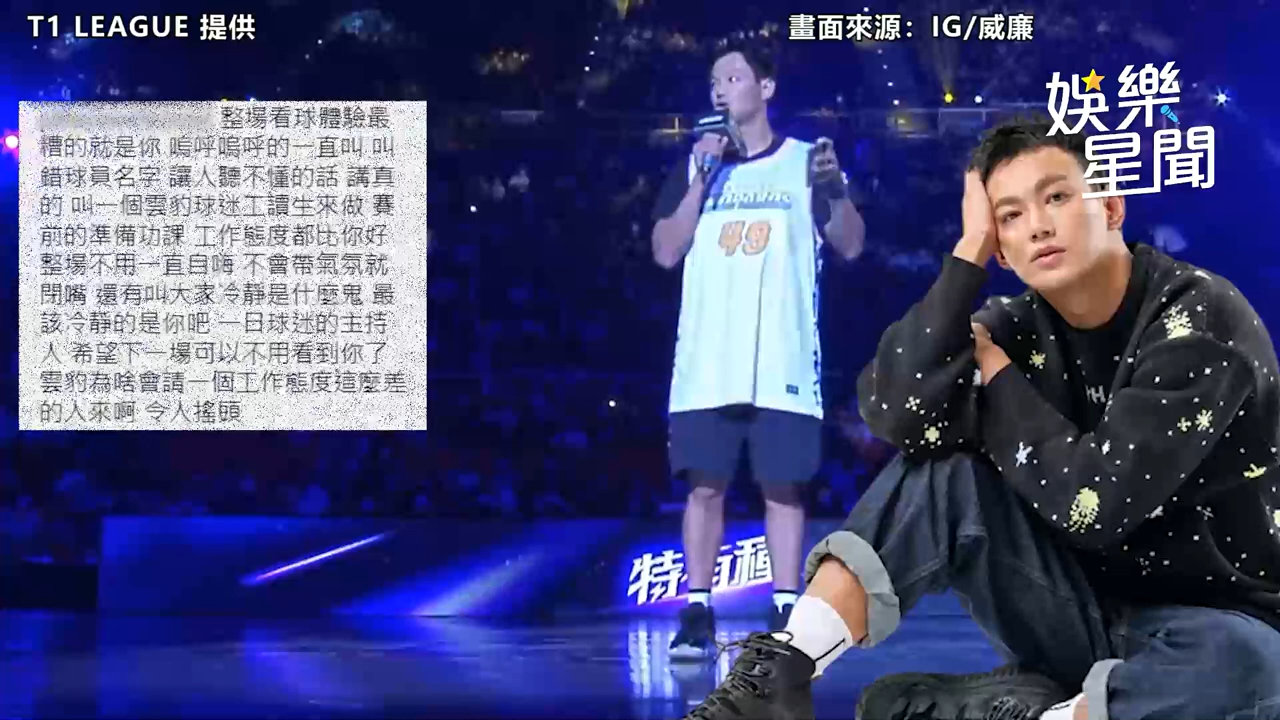 T1 LEAGUE 提供
畫面來源：IG/威廉
娛樂
星聞
整場看球體驗最
糟的就是你 嗚呼嗚呼的一直叫 叫
錯球員名字 讓人聽不懂的話 講真
的 叫一個雲豹球迷工讀生來做 賽
前的準備功課 工作態度都比你好
整場不用一直自嗨 不會帶氣氛就
閉嘴 還有叫大家冷靜是什麼鬼 最
該冷靜的是你吧 一日球迷的主持
人 希望下一場可以不用看到你了
雲豹為啥會請一個工作態度這麼差
的人來啊 令人搖頭
49
特有種